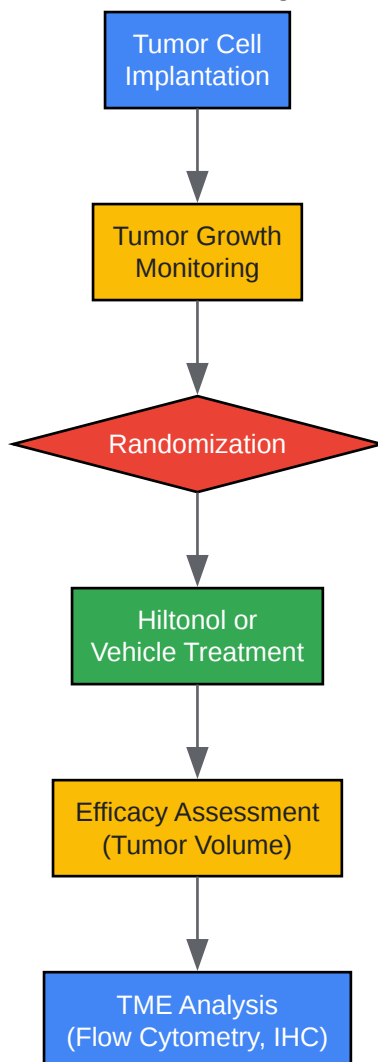 Tumor Cell
Implantation
Tumor Growth
Monitoring
Randomization
Hiltonol or
Vehicle Treatment
Efficacy Assessment
(Tumor Volume)
TME Analysis
(Flow Cytometry, IHC)